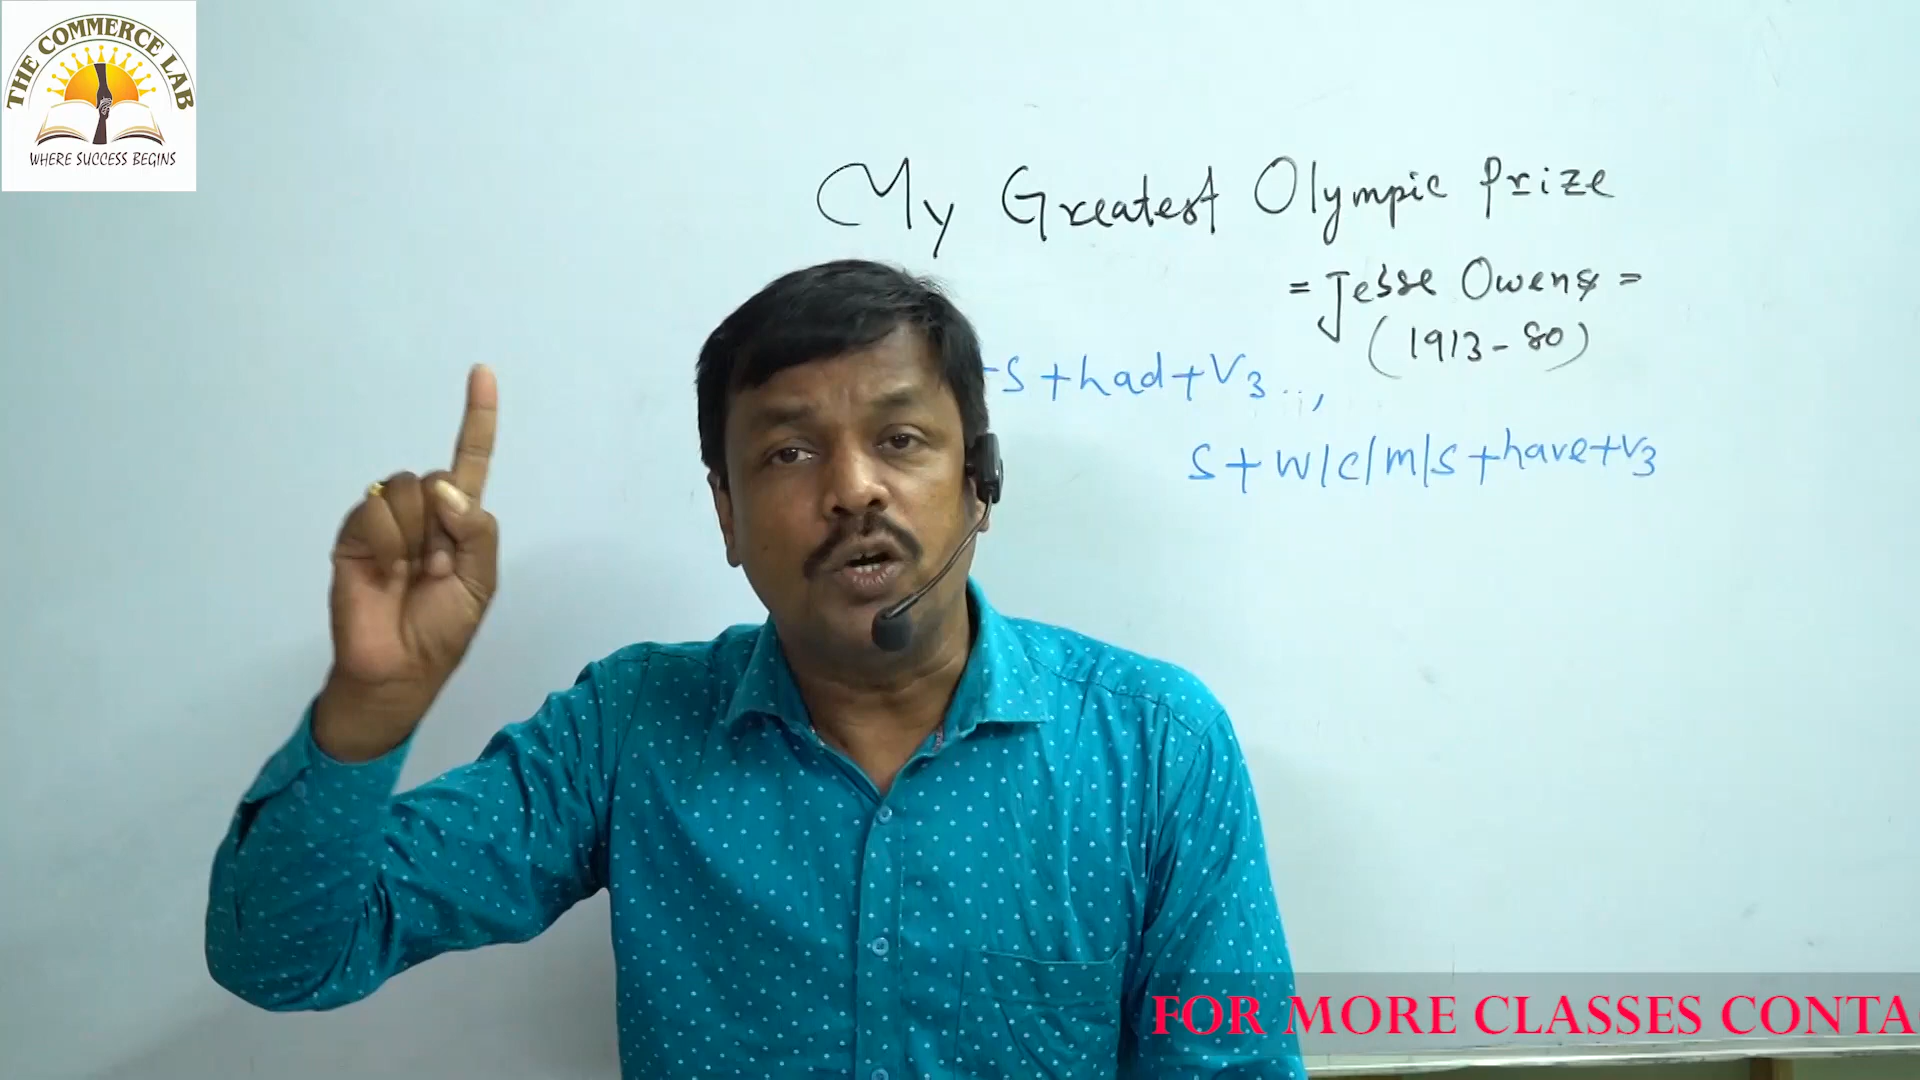 THE COMMERCE LAB
WHERE SUCCESS BEGINS
My Greatest Olympic Prize
= Jesse Owens =
(1913-80)
-S+had+V3...,
S+W/C/M/S+have+V3
FOR MORE CLASSES CONTA